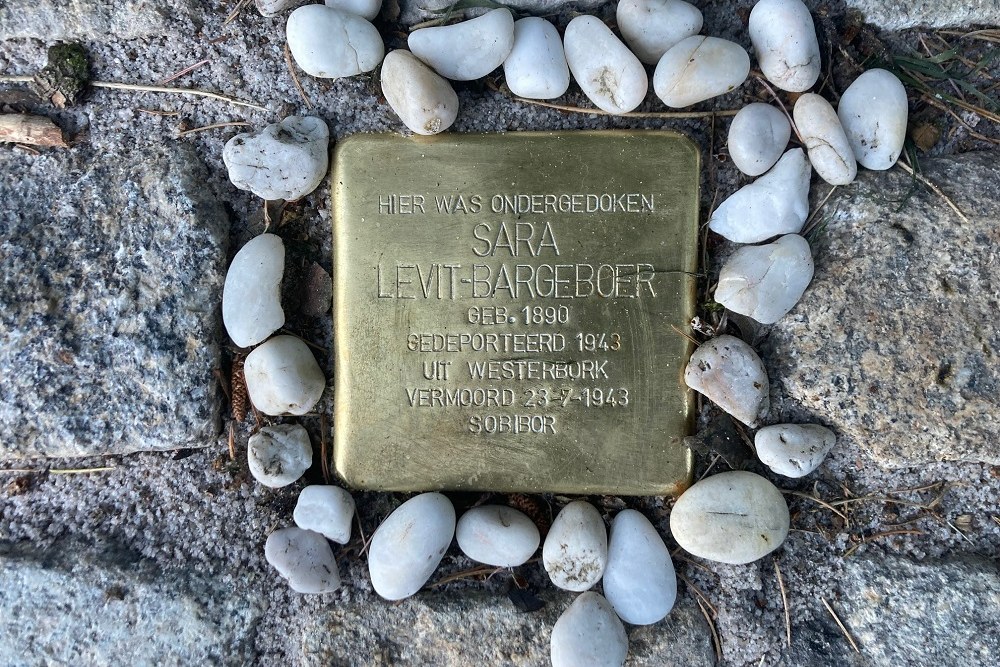 HIER WAS ONDERGEDOKEN
SARA
LEVIT-BARGEBOER
GEB. 1890
GEDEPORTEERD 1943
UIT WESTERBORK
VERMOORD 23-7-1943
SOBIBOR